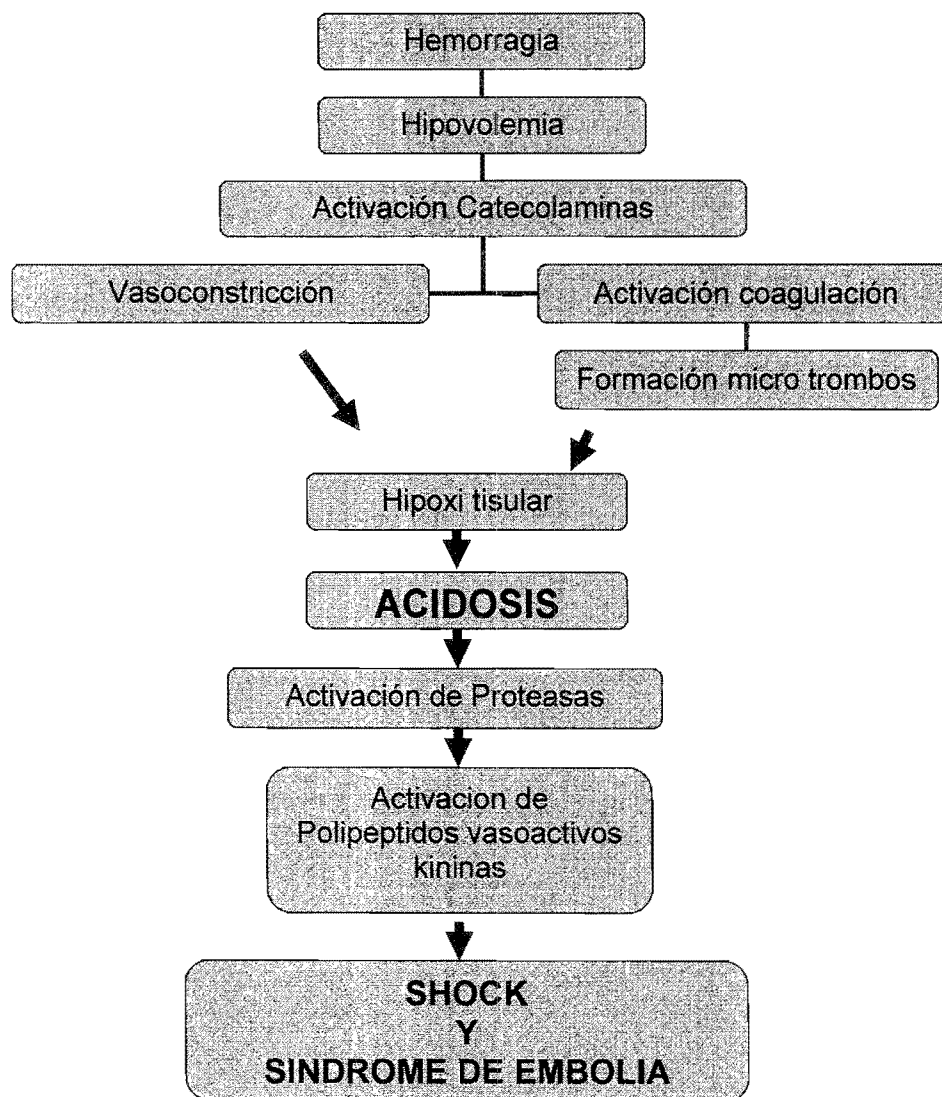 Hemorragia
Hipovolemia
Activación Catecolaminas
Vasoconstricción
Activación coagulación
Formación micro trombos
Hipoxi tisular
ACIDOSIS
Activación de Proteasas
Activacion de
Polipeptidos vasoactivos
kininas
SHOCK
Y
SINDROME DE EMBOLIA